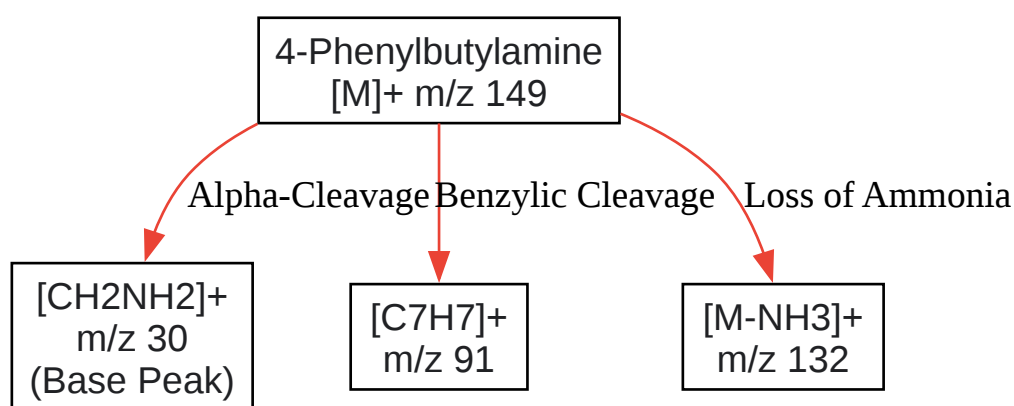 4-Phenylbutylamine
[M]+ m/z 149
Alpha-Cleavage
Benzylic Cleavage
Loss of Ammonia
[CH2NH2]+
m/z 30
(Base Peak)
[C7H7]+
m/z 91
[M-NH3]+
m/z 132